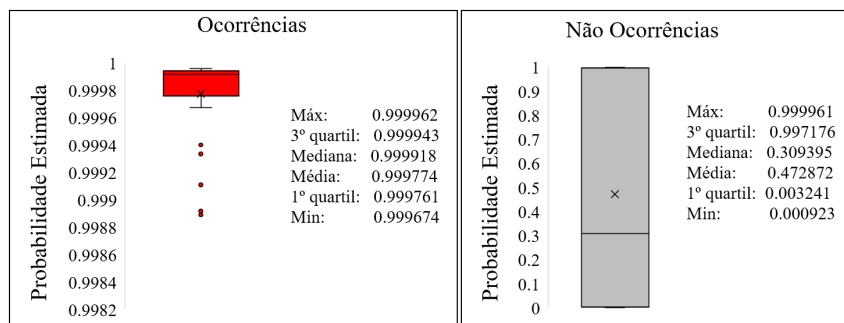 Ocorrências
Probabilidade Estimada
1
0.9998
0.9996
0.9994
0.9992
0.999
0.9988
0.9986
0.9984
0.9982
Máx: 0.999962
3º quartil: 0.999943
Mediana: 0.999918
Média: 0.999774
1º quartil: 0.999761
Min: 0.999674
Não Ocorrências
Probabilidade Estimada
1
0.9
0.8
0.7
0.6
0.5
0.4
0.3
0.2
0.1
0
Máx: 0.999961
3º quartil: 0.997176
Mediana: 0.309395
Média: 0.472872
1º quartil: 0.003241
Min: 0.000923